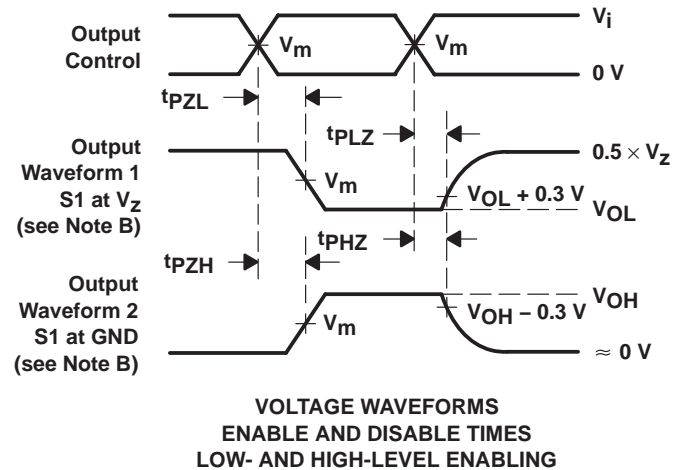 Output
Control
Vm
Vm
Vi
0 V
tPZL
tPLZ
Output
Waveform 1
S1 at VZ
(see Note B)
Vm
0.5 × VZ
VOL + 0.3 V
VOL
tPZH
tPHZ
Output
Waveform 2
S1 at GND
(see Note B)
Vm
VOH
VOH − 0.3 V
≈ 0 V
VOLTAGE WAVEFORMS
ENABLE AND DISABLE TIMES
LOW- AND HIGH-LEVEL ENABLING